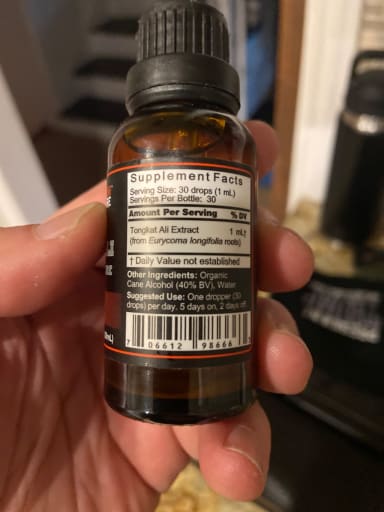 Supplement Facts
Serving Size: 30 drops (1 mL)
Servings Per Bottle: 30
Amount Per Serving % DV
Tongkat Ali Extract 1 mL†
(from Eurycoma longifolia roots)
† Daily Value not established
Other Ingredients: Organic
Cane Alcohol (40% BV), Water
Suggested Use: One dropper (30
drops) per day, 5 days on, 2 days off
7 06612 98666